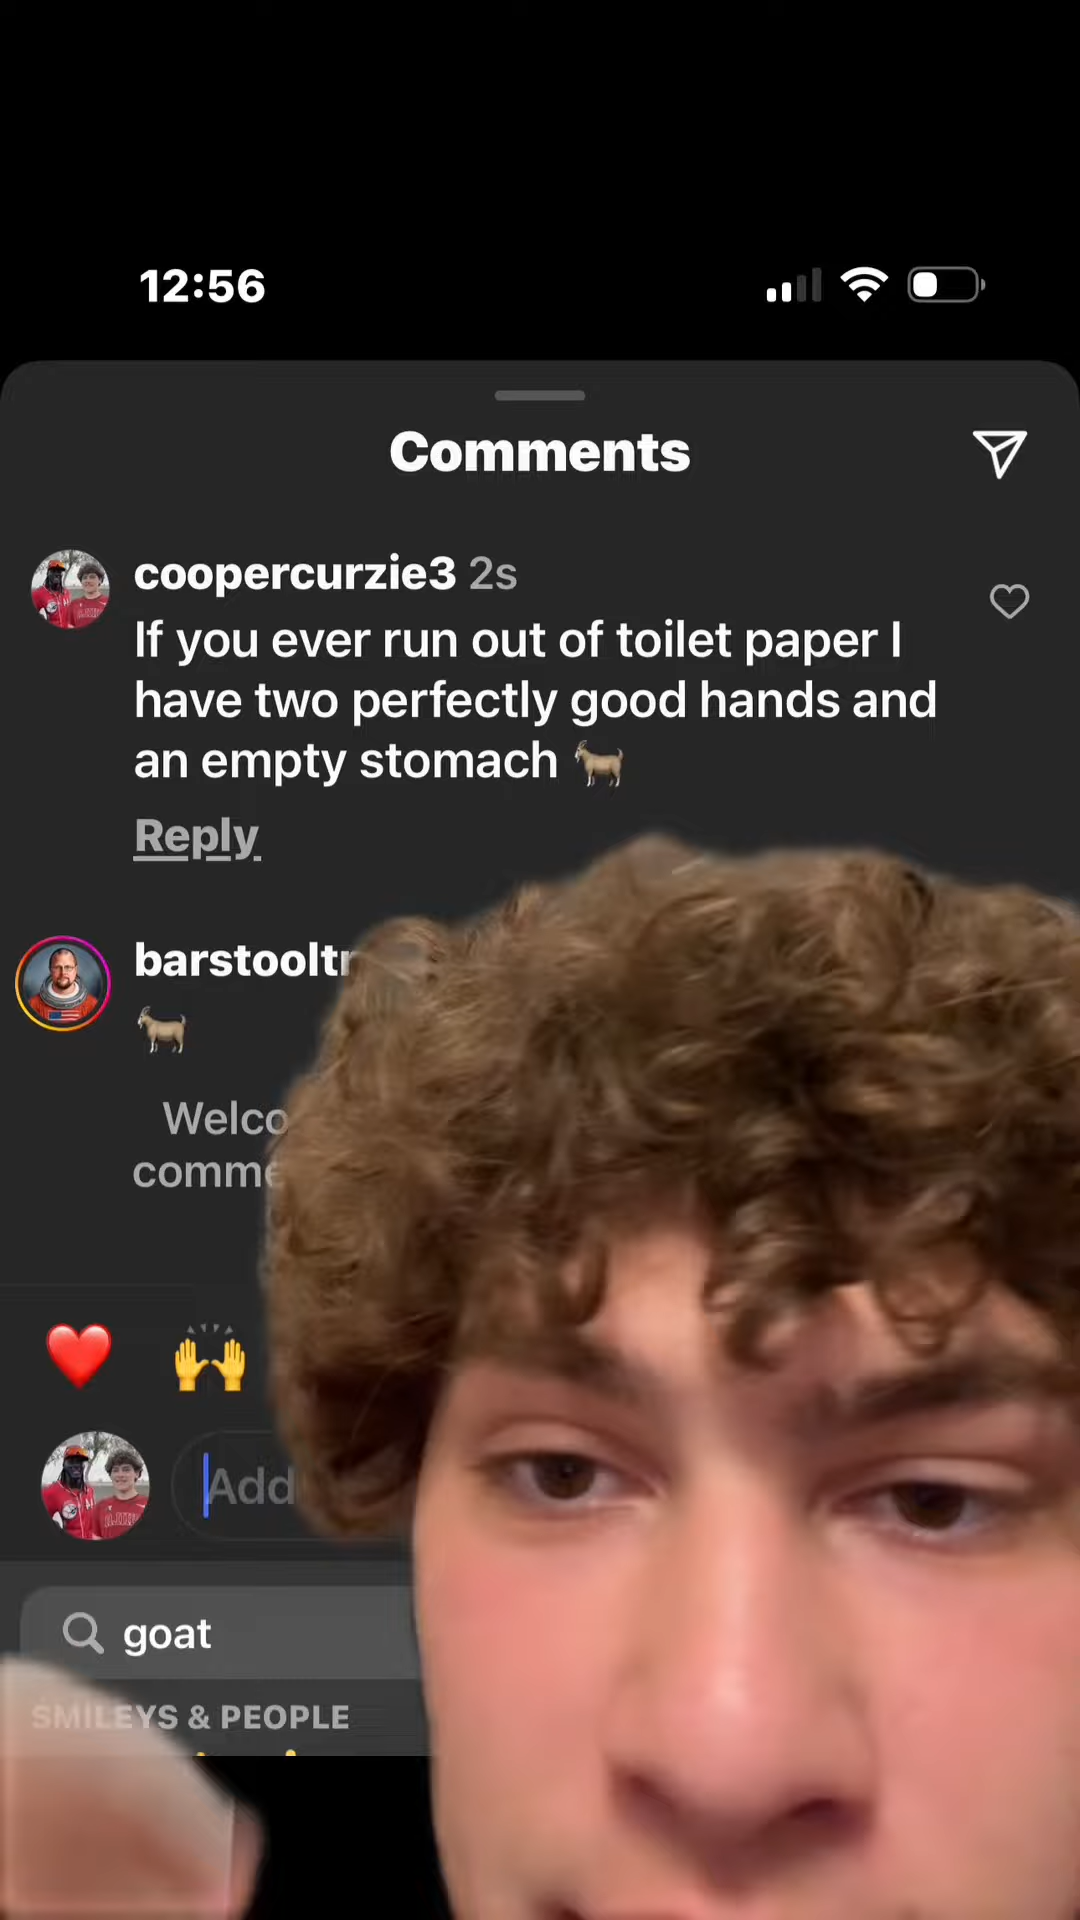 12:56
Comments
coopercurzie3 2s
If you ever run out of toilet paper I
have two perfectly good hands and
an empty stomach 🐐
Reply
🐐
Add
goat
SMILEYS & PEOPLE